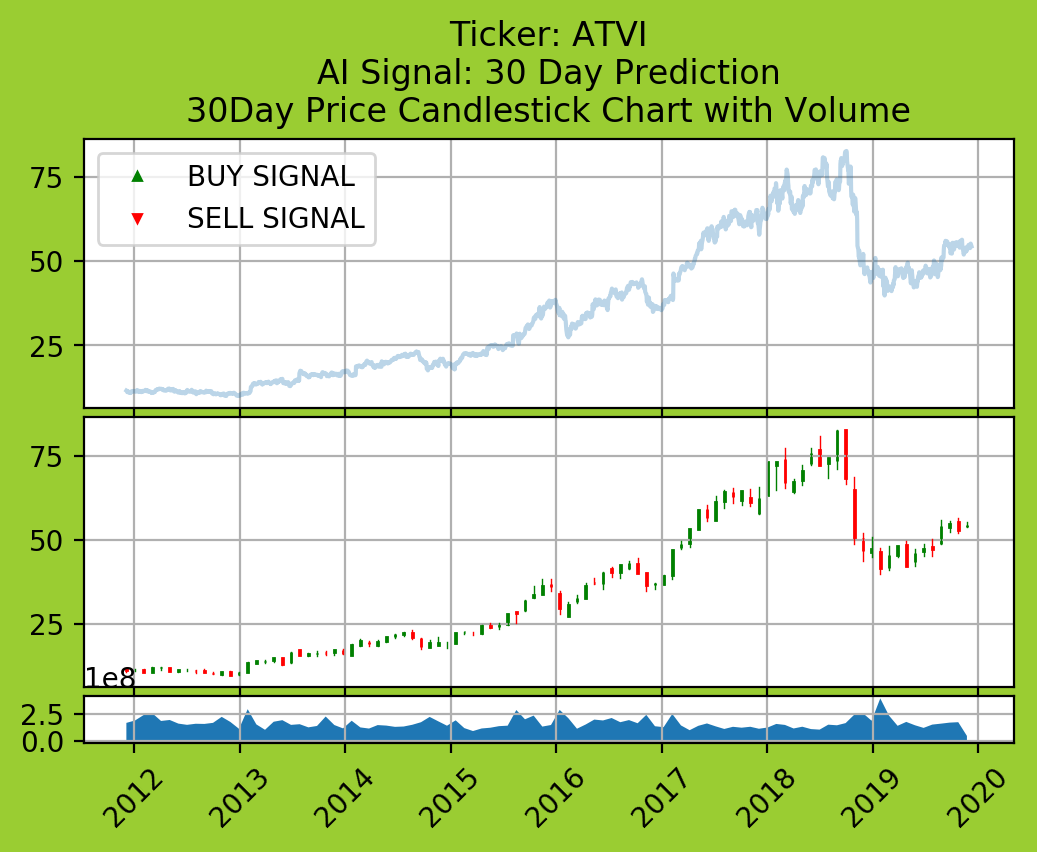 Ticker: ATVI
AI Signal: 30 Day Prediction
30Day Price Candlestick Chart with Volume
75
50
25
BUY SIGNAL
SELL SIGNAL
75
50
25
1e8
2.5
0.0
2012
2013
2014
2015
2016
2017
2018
2019
2020